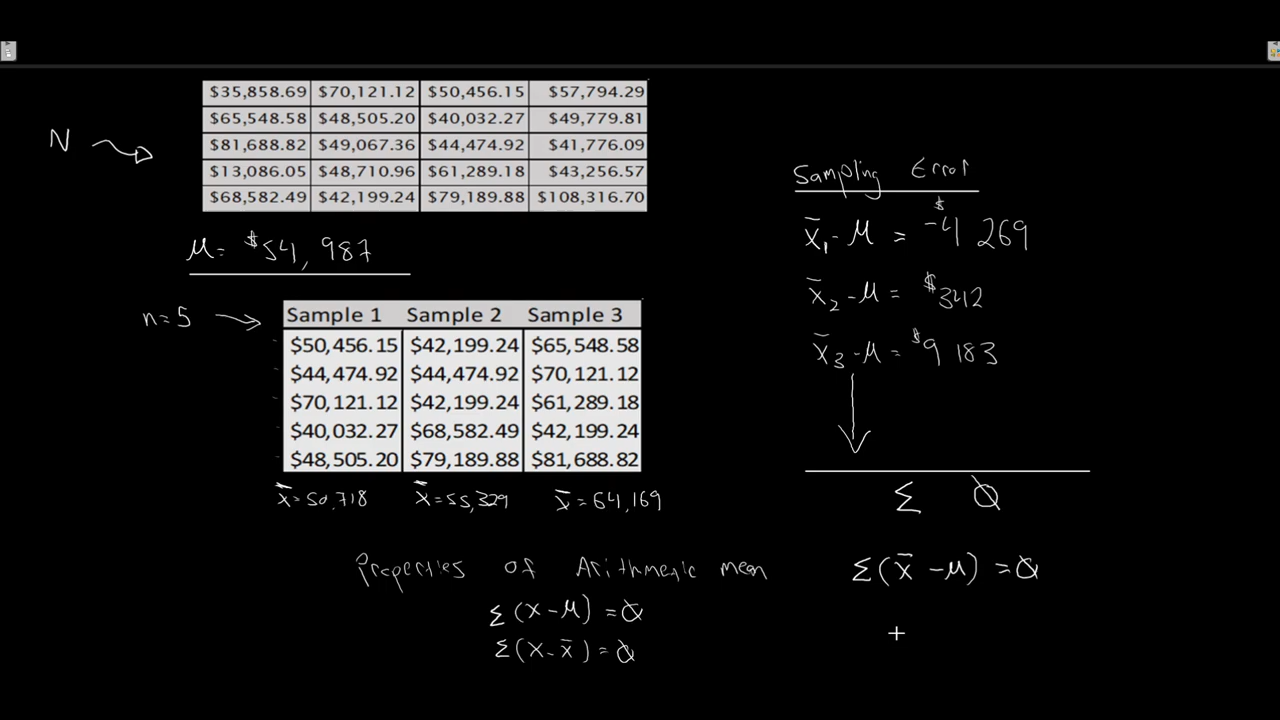 $35,858.69 $70,121.12 $50,456.15 $57,794.29
$65,548.58 $48,505.20 $40,032.27 $49,779.81
N
$81,688.82 $49,067.36 $44,474.92 $41,776.09
$13,086.05 $48,710.96 $61,289.18 $43,256.57
$68,582.49 $42,199.24 $79,189.88 $108,316.70
μ = $54,987
n=5
Sample 1 Sample 2 Sample 3
$50,456.15 $42,199.24 $65,548.58
$44,474.92 $44,474.92 $70,121.12
$70,121.12 $42,199.24 $61,289.18
$40,032.27 $68,582.49 $42,199.24
$48,505.20 $79,189.88 $81,688.82
x̄=50,718 x̄=55,329 x̄=64,169
Sampling Error
x̄₁-μ = $-4 269
x̄₂-μ = $342
x̄₃-μ = $9 183
Σ 0
Properties of Arithmetic mean
Σ(x-μ)=0
Σ(x-x̄)=0
Σ(x̄-μ)=0